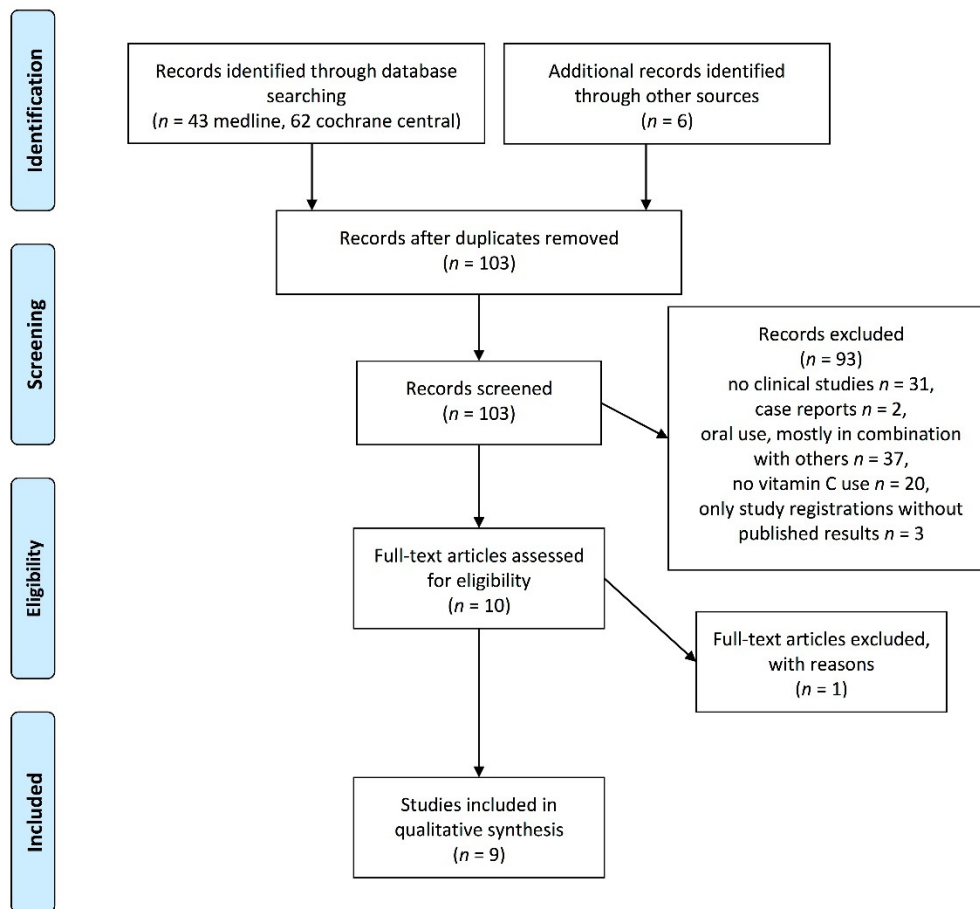 Identification
Records identified through database
searching
(n = 43 medline, 62 cochrane central)
Additional records identified
through other sources
(n = 6)
Records after duplicates removed
(n = 103)
Screening
Records screened
(n = 103)
Records excluded
(n = 93)
no clinical studies n = 31,
case reports n = 2,
oral use, mostly in combination
with others n = 37,
no vitamin C use n = 20,
only study registrations without
published results n = 3
Eligibility
Full-text articles assessed
for eligibility
(n = 10)
Full-text articles excluded,
with reasons
(n = 1)
Included
Studies included in
qualitative synthesis
(n = 9)